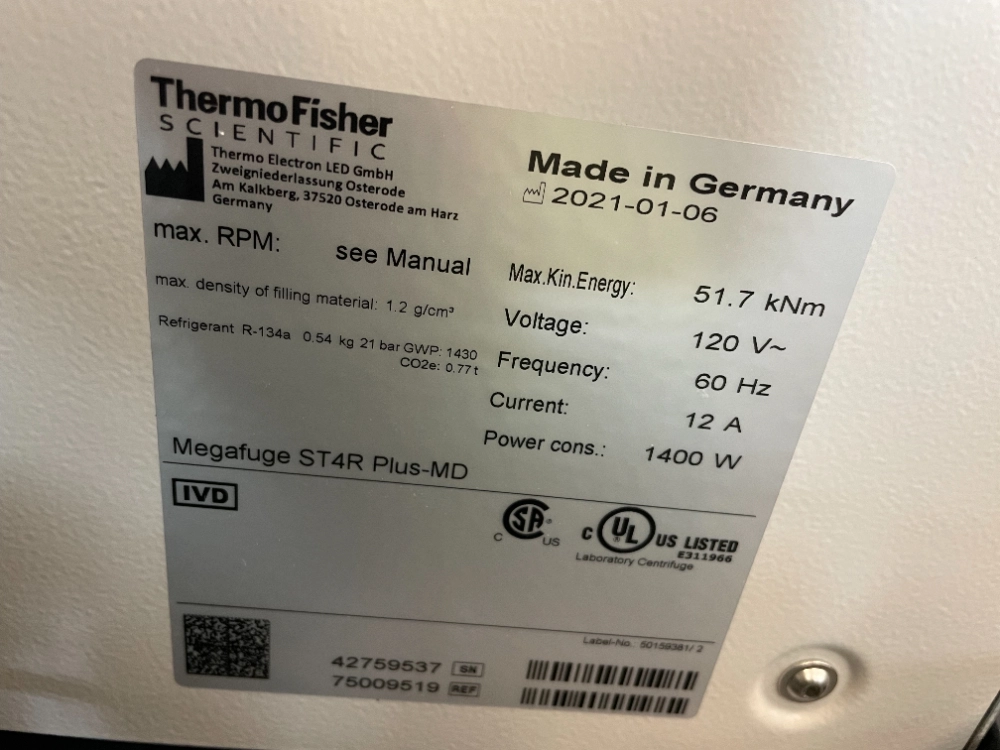 ThermoFisher
SCIENTIFIC
Thermo Electron LED GmbH
Zweigniederlassung Osterode
Am Kalkberg, 37520 Osterode am Harz
Germany
Made in Germany
2021-01-06
max. RPM: see Manual
max. density of filling material: 1.2 g/cm³
Refrigerant R-134a 0.54 kg 21 bar GWP: 1430
CO2e: 0.77 t
Max.Kin.Energy: 51.7 kNm
Voltage: 120 V~
Frequency: 60 Hz
Current: 12 A
Power cons.: 1400 W
Megafuge ST4R Plus-MD
IVD
C SA® US
C UL® US LISTED
E311966
Laboratory Centrifuge
Label-No. 50159381/ 2
42759537 SN
75009519 REF